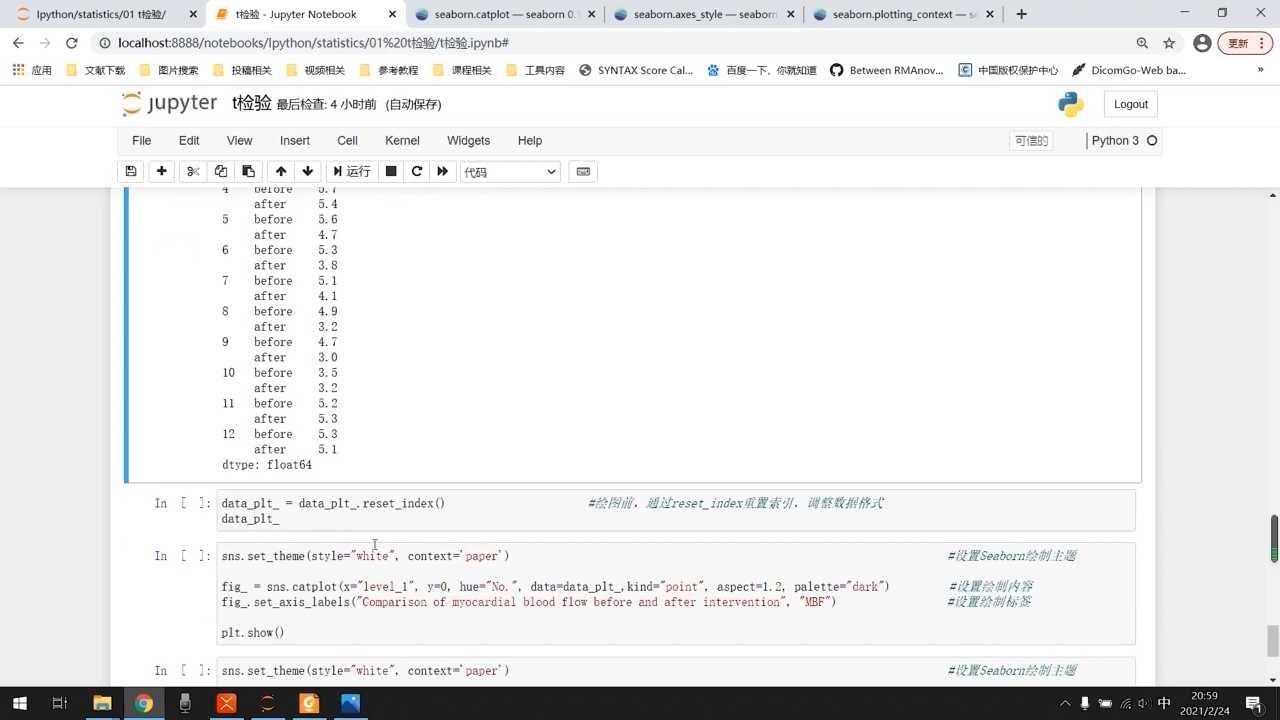 Ipython/statistics/01 t检验/
t检验 - Jupyter Notebook
seaborn.catplot — seaborn 0.1
seaborn.axes_style — seaborn
seaborn.plotting_context — se
localhost:8888/notebooks/Ipython/statistics/01%20t检验/t检验.ipynb#
更新
应用
文献下载
图片搜索
投稿相关
视频相关
参考教程
课程相关
工具内容
SYNTAX Score Cal...
百度一下，你就知道
Between RMAnov...
中国版权保护中心
DicomGo-Web ba...
»
jupyter t检验 最后检查: 4 小时前 (自动保存)
Logout
File Edit View Insert Cell Kernel Widgets Help
可信的
Python 3
运行
代码
4 before 5.7
after 5.4
5 before 5.6
after 4.7
6 before 5.3
after 3.8
7 before 5.1
after 4.1
8 before 4.9
after 3.2
9 before 4.7
after 3.0
10 before 3.5
after 3.2
11 before 5.2
after 5.3
12 before 5.3
after 5.1
dtype: float64
In [ ]: data_plt_ = data_plt_.reset_index() #绘图前，通过reset_index重置索引，调整数据格式
data_plt_
In [ ]: sns.set_theme(style="white", context='paper') #设置Seaborn绘制主题
fig_ = sns.catplot(x="level_1", y=0, hue="No.", data=data_plt_,kind="point", aspect=1.2, palette="dark") #设置绘制内容
fig_.set_axis_labels("Comparison of myocardial blood flow before and after intervention", "MBF") #设置绘制标签
plt.show()
In [ ]: sns.set_theme(style="white", context='paper') #设置Seaborn绘制主题
中
20:59
2021/2/24